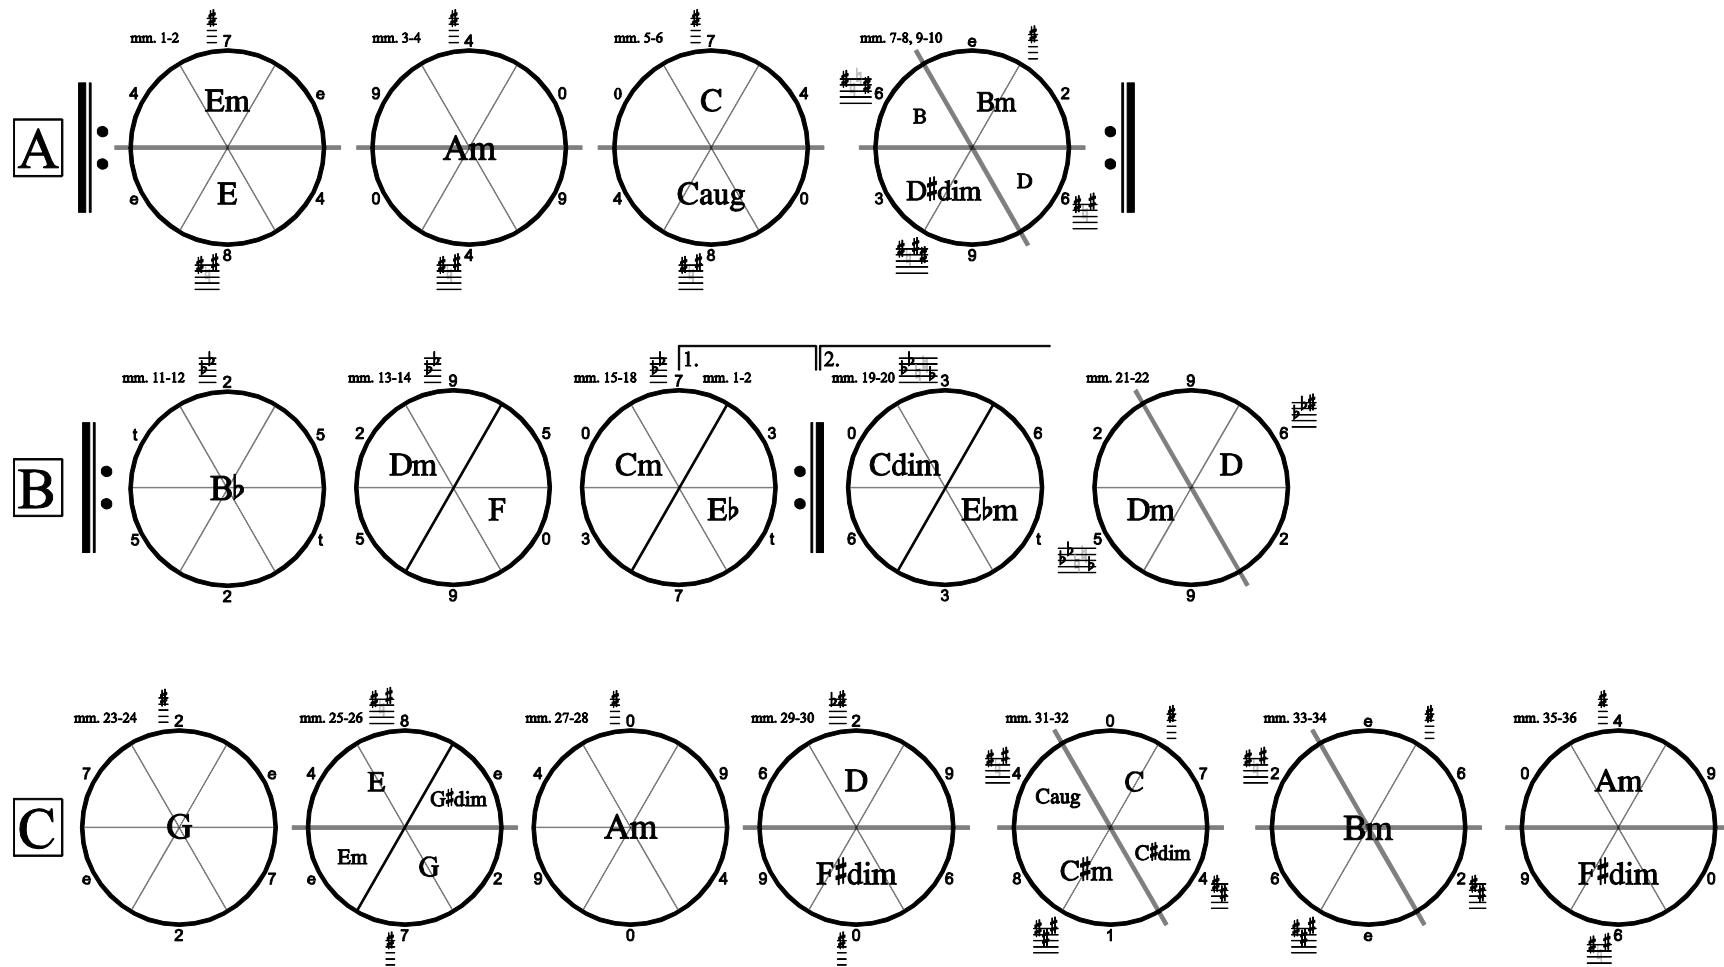 mm. 1-2 7 mm. 3-4 4 mm. 5-6 7 mm. 7-8, 9-10 e
4 e 9 0 0 4 6 2
Em C B Bm
A Am
E Caug D♯dim D
e 4 0 9 4 0 3 6
8 4 8 9
1. 2.
mm. 11-12 2 mm. 13-14 9 mm. 15-18 7 mm. 1-2 mm. 19-20 3 mm. 21-22 9
t 5 2 5 0 3 0 6 2 6
Dm Cm Cdim D
B B♭
F E♭ E♭m Dm
5 t 5 0 3 t 6 t 5 2
2 9 7 3 9
mm. 23-24 2 mm. 25-26 8 mm. 27-28 0 mm. 29-30 2 mm. 31-32 0 mm. 33-34 e mm. 35-36 4
7 e 4 e 4 9 6 9 4 7 2 6 0 9
E G♯dim D Caug C Am
C G Am Bm
Em G F♯dim C♯m C♯dim F♯dim
e 7 e 2 9 4 9 6 8 4 6 2 9 0
2 7 0 0 1 e 6